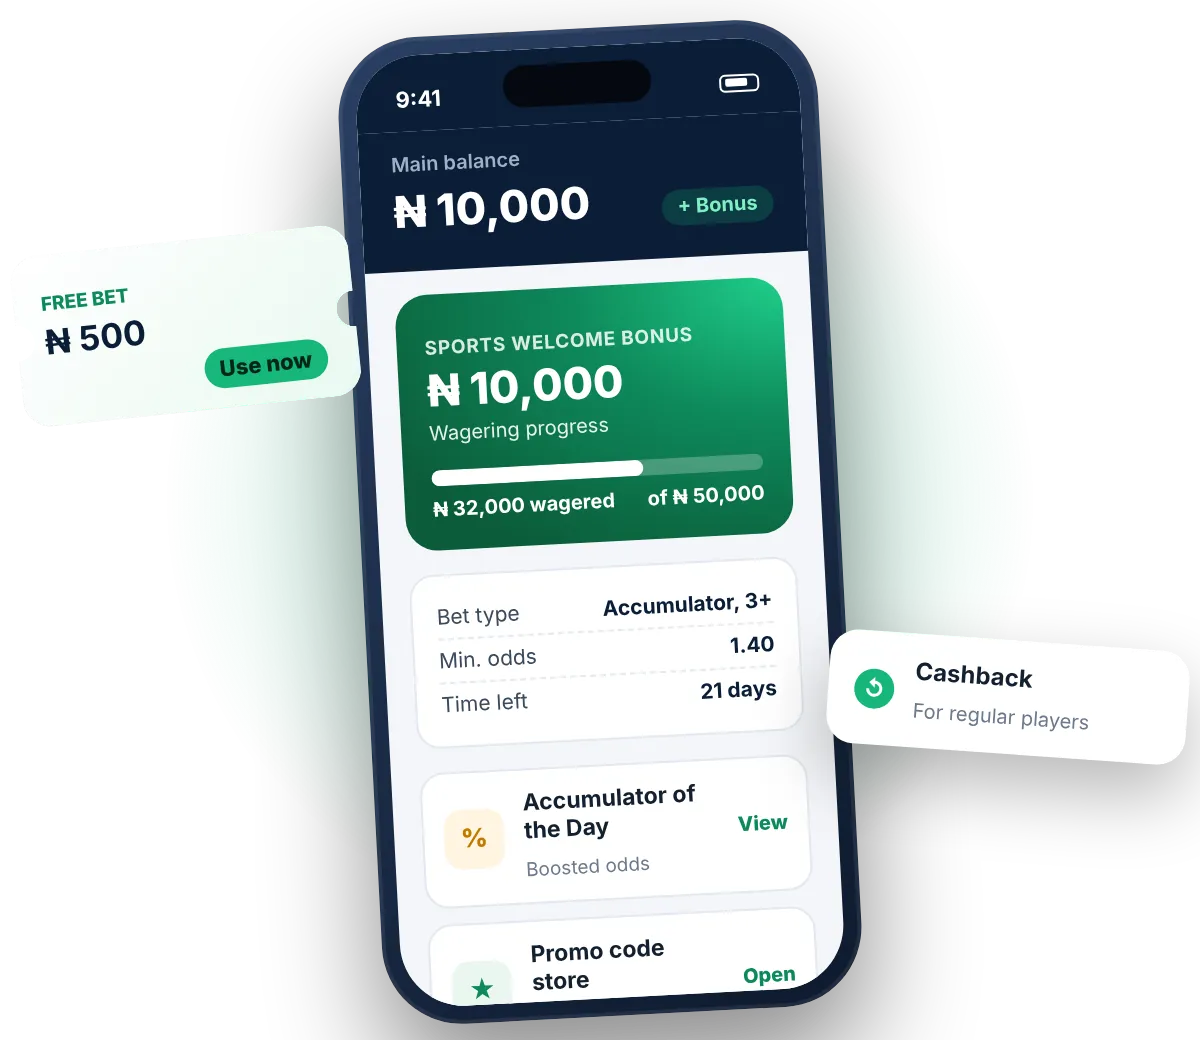 9:41
Main balance
₦ 10,000
+ Bonus
FREE BET
₦ 500
Use now
SPORTS WELCOME BONUS
₦ 10,000
Wagering progress
₦ 32,000 wagered
of ₦ 50,000
Bet type
Accumulator, 3+
Min. odds
1.40
Time left
21 days
Cashback
For regular players
%
Accumulator of
the Day
View
Boosted odds
Promo code
store
Open